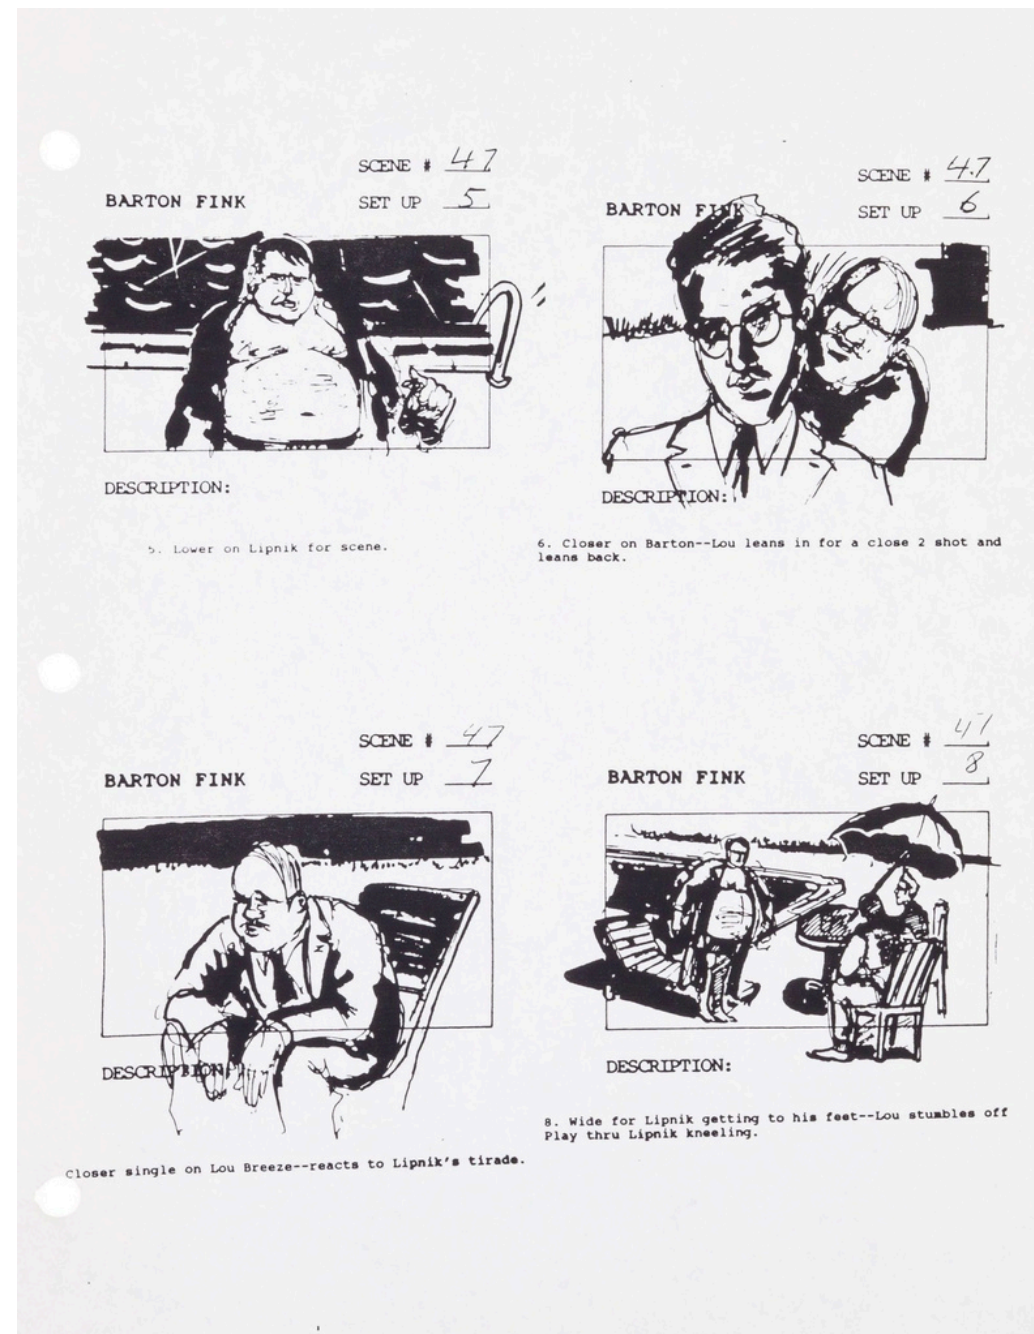 SCENE # 47
BARTON FINK SET UP 5
DESCRIPTION:
5. Lower on Lipnik for scene.
SCENE # 47
BARTON FINK SET UP 6
DESCRIPTION:
6. Closer on Barton--Lou leans in for a close 2 shot and
leans back.
SCENE # 47
BARTON FINK SET UP 7
DESCRIPTION:
Closer single on Lou Breeze--reacts to Lipnik's tirade.
SCENE # 47
BARTON FINK SET UP 8
DESCRIPTION:
8. Wide for Lipnik getting to his feet--Lou stumbles off
Play thru Lipnik kneeling.